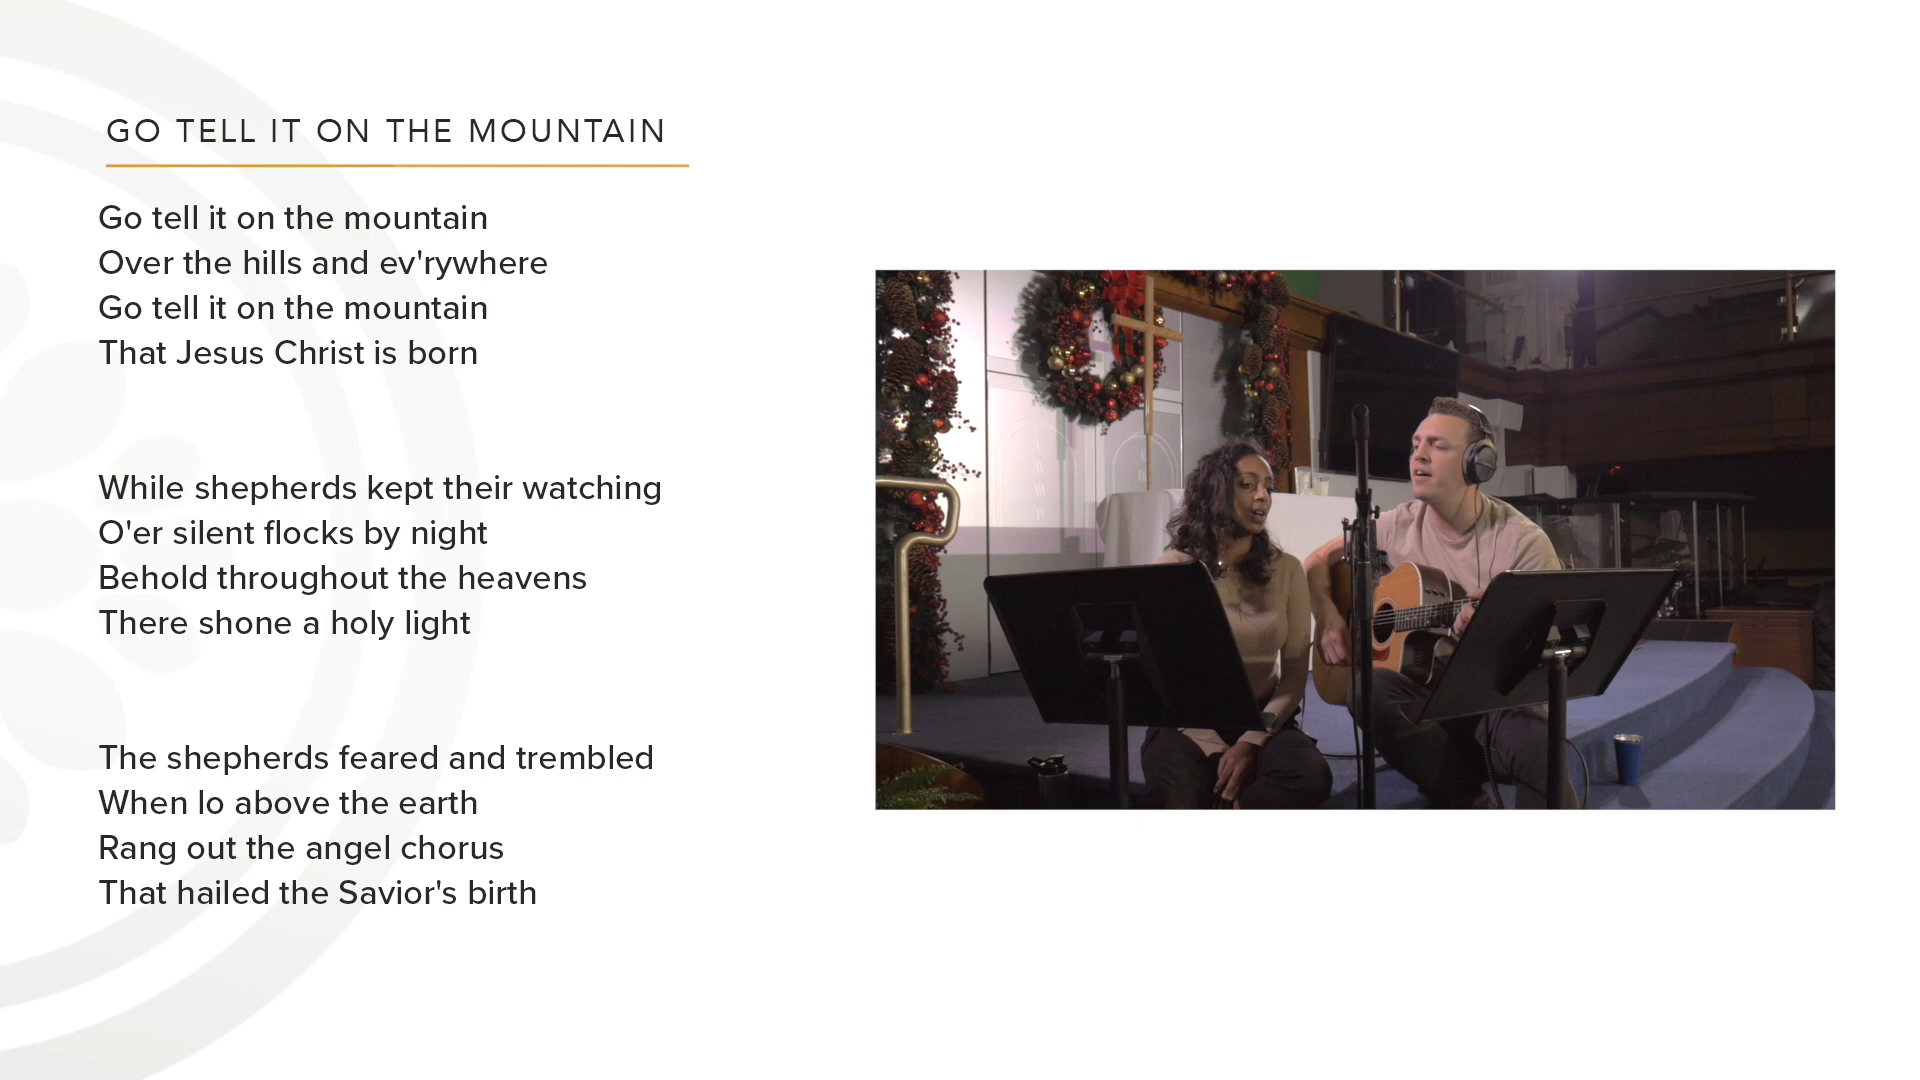 GO TELL IT ON THE MOUNTAIN
Go tell it on the mountain
Over the hills and ev'rywhere
Go tell it on the mountain
That Jesus Christ is born
While shepherds kept their watching
O'er silent flocks by night
Behold throughout the heavens
There shone a holy light
The shepherds feared and trembled
When lo above the earth
Rang out the angel chorus
That hailed the Savior's birth